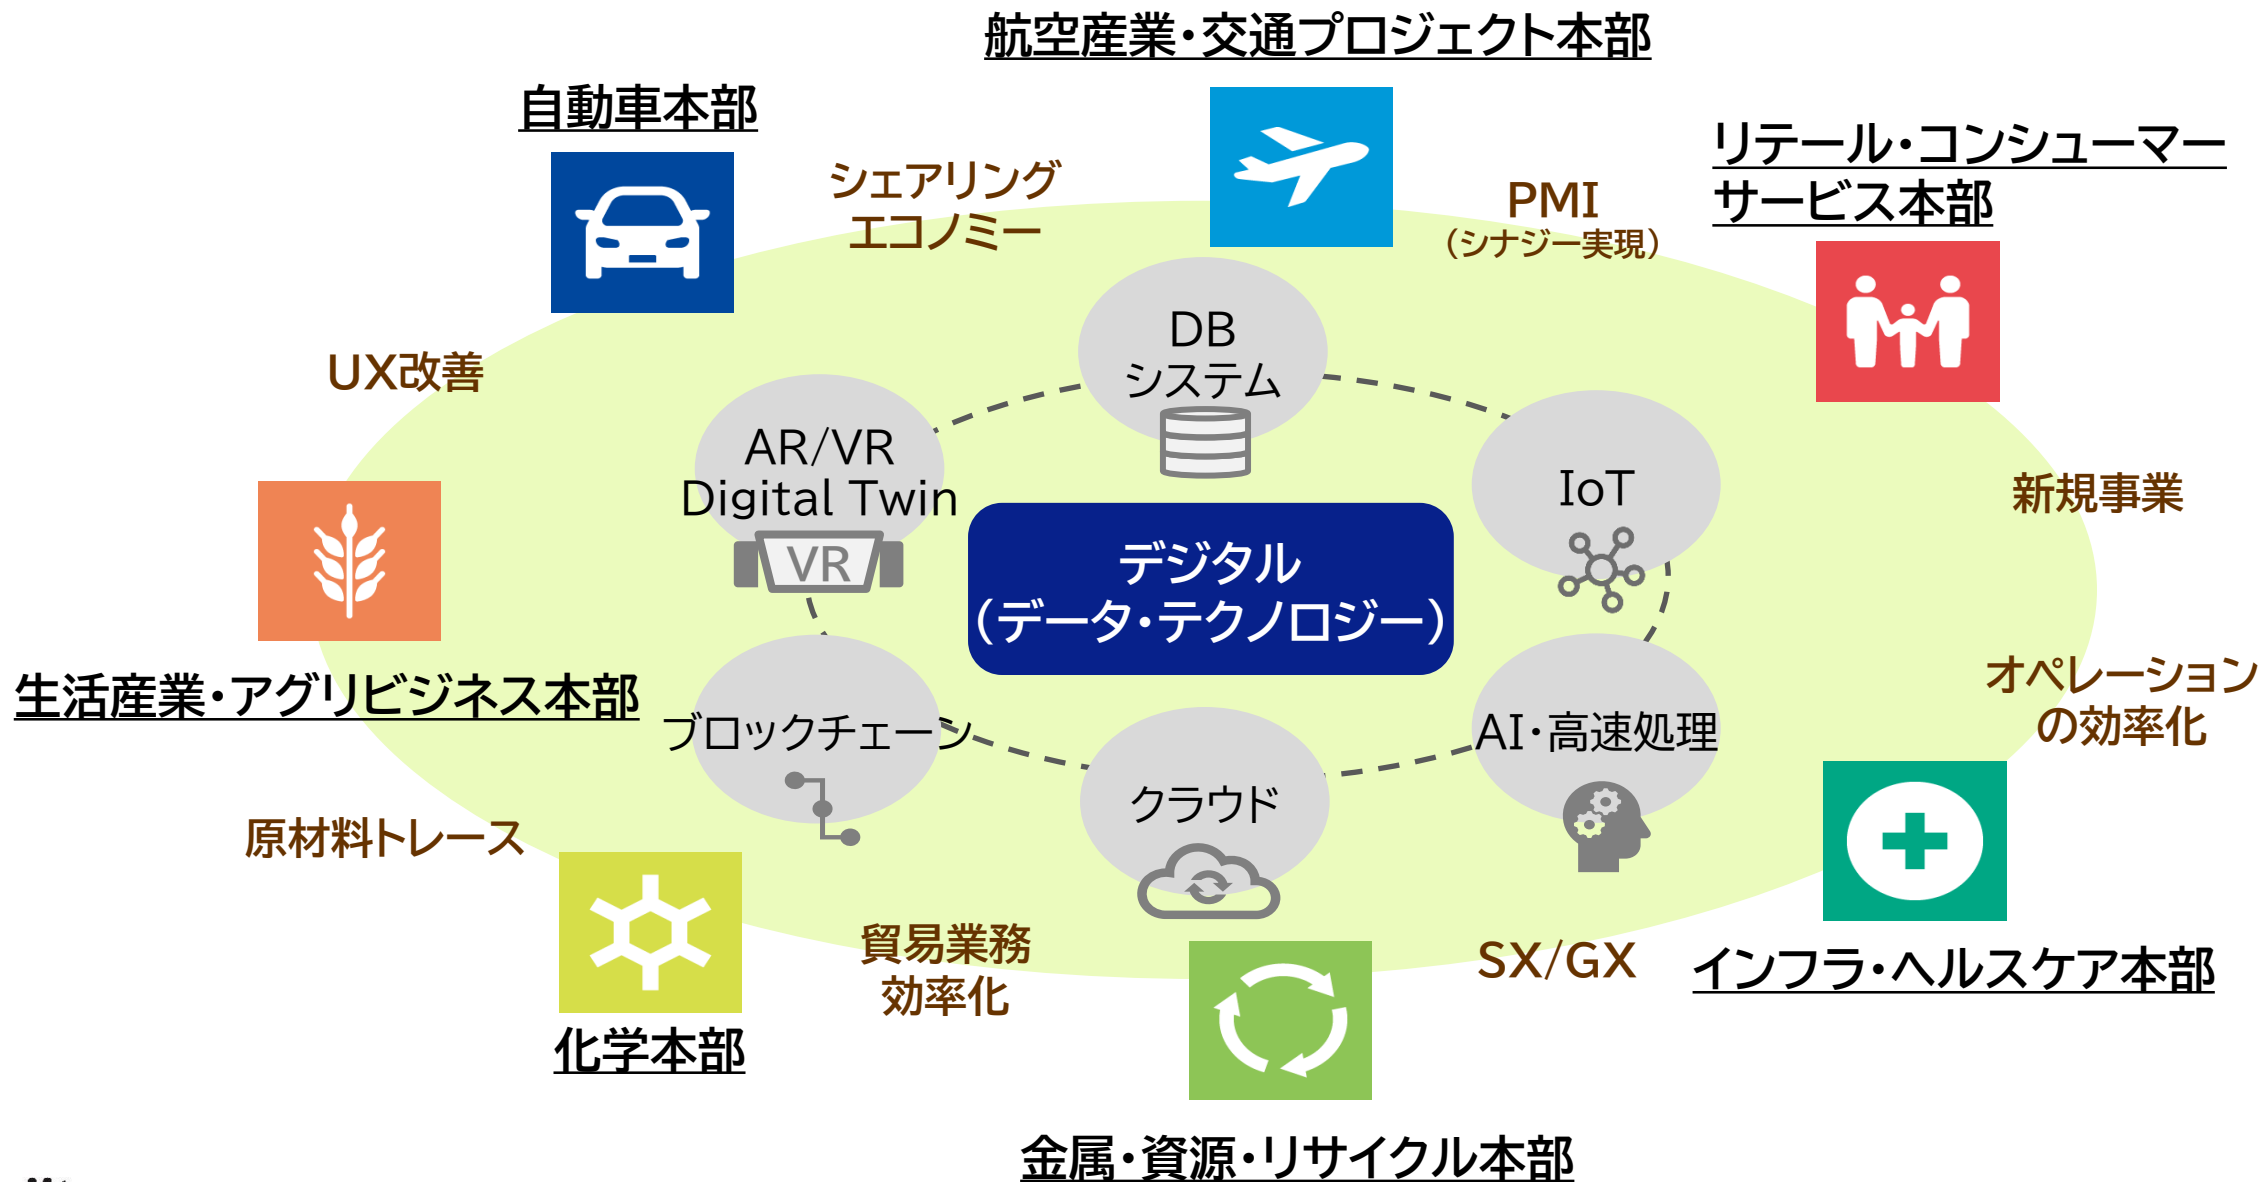 航空産業・交通プロジェクト本部
自動車本部
リテール・コンシューマー
サービス本部
シェアリング
エコノミー
PMI
（シナジー実現）
UX改善
DB
システム
AR/VR
Digital Twin
VR
IoT
新規事業
デジタル
（データ・テクノロジー）
生活産業・アグリビジネス本部
オペレーション
の効率化
ブロックチェーン
AI・高速処理
クラウド
原材料トレース
貿易業務
効率化
SX/GX
インフラ・ヘルスケア本部
化学本部
金属・資源・リサイクル本部